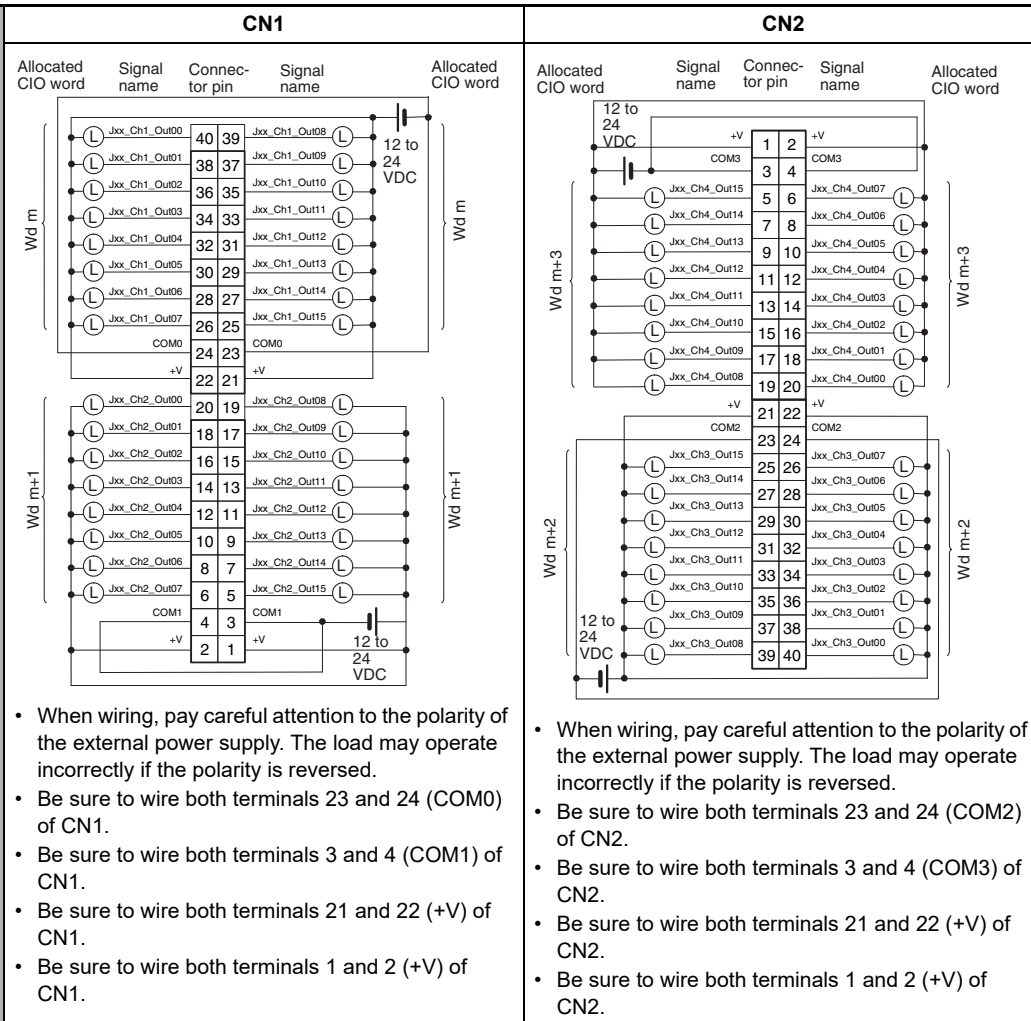 CN1
CN2
Allocated CIO word Signal name Connec-tor pin Signal name Allocated CIO word
12 to 24 VDC
Wd m
Wd m
L Jxx_Ch1_Out00 40 39 Jxx_Ch1_Out08 L
L Jxx_Ch1_Out01 38 37 Jxx_Ch1_Out09 L
L Jxx_Ch1_Out02 36 35 Jxx_Ch1_Out10 L
L Jxx_Ch1_Out03 34 33 Jxx_Ch1_Out11 L
L Jxx_Ch1_Out04 32 31 Jxx_Ch1_Out12 L
L Jxx_Ch1_Out05 30 29 Jxx_Ch1_Out13 L
L Jxx_Ch1_Out06 28 27 Jxx_Ch1_Out14 L
L Jxx_Ch1_Out07 26 25 Jxx_Ch1_Out15 L
COM0 24 23 COM0
+V 22 21 +V
Wd m+1
Wd m+1
L Jxx_Ch2_Out00 20 19 Jxx_Ch2_Out08 L
L Jxx_Ch2_Out01 18 17 Jxx_Ch2_Out09 L
L Jxx_Ch2_Out02 16 15 Jxx_Ch2_Out10 L
L Jxx_Ch2_Out03 14 13 Jxx_Ch2_Out11 L
L Jxx_Ch2_Out04 12 11 Jxx_Ch2_Out12 L
L Jxx_Ch2_Out05 10 9 Jxx_Ch2_Out13 L
L Jxx_Ch2_Out06 8 7 Jxx_Ch2_Out14 L
L Jxx_Ch2_Out07 6 5 Jxx_Ch2_Out15 L
COM1 4 3 COM1
+V 2 1 +V
12 to 24 VDC
• When wiring, pay careful attention to the polarity of
the external power supply. The load may operate
incorrectly if the polarity is reversed.
• Be sure to wire both terminals 23 and 24 (COM0)
of CN1.
• Be sure to wire both terminals 3 and 4 (COM1) of
CN1.
• Be sure to wire both terminals 21 and 22 (+V) of
CN1.
• Be sure to wire both terminals 1 and 2 (+V) of
CN1.
Allocated CIO word Signal name Connec-tor pin Signal name Allocated CIO word
12 to 24 VDC
+V 1 2 +V
COM3 3 4 COM3
Wd m+3
Wd m+3
L Jxx_Ch4_Out15 5 6 Jxx_Ch4_Out07 L
L Jxx_Ch4_Out14 7 8 Jxx_Ch4_Out06 L
L Jxx_Ch4_Out13 9 10 Jxx_Ch4_Out05 L
L Jxx_Ch4_Out12 11 12 Jxx_Ch4_Out04 L
L Jxx_Ch4_Out11 13 14 Jxx_Ch4_Out03 L
L Jxx_Ch4_Out10 15 16 Jxx_Ch4_Out02 L
L Jxx_Ch4_Out09 17 18 Jxx_Ch4_Out01 L
L Jxx_Ch4_Out08 19 20 Jxx_Ch4_Out00 L
+V 21 22 +V
COM2 23 24 COM2
Wd m+2
Wd m+2
L Jxx_Ch3_Out15 25 26 Jxx_Ch3_Out07 L
L Jxx_Ch3_Out14 27 28 Jxx_Ch3_Out06 L
L Jxx_Ch3_Out13 29 30 Jxx_Ch3_Out05 L
L Jxx_Ch3_Out12 31 32 Jxx_Ch3_Out04 L
L Jxx_Ch3_Out11 33 34 Jxx_Ch3_Out03 L
L Jxx_Ch3_Out10 35 36 Jxx_Ch3_Out02 L
L Jxx_Ch3_Out09 37 38 Jxx_Ch3_Out01 L
L Jxx_Ch3_Out08 39 40 Jxx_Ch3_Out00 L
12 to 24 VDC
• When wiring, pay careful attention to the polarity of
the external power supply. The load may operate
incorrectly if the polarity is reversed.
• Be sure to wire both terminals 23 and 24 (COM2)
of CN2.
• Be sure to wire both terminals 3 and 4 (COM3) of
CN2.
• Be sure to wire both terminals 21 and 22 (+V) of
CN2.
• Be sure to wire both terminals 1 and 2 (+V) of
CN2.